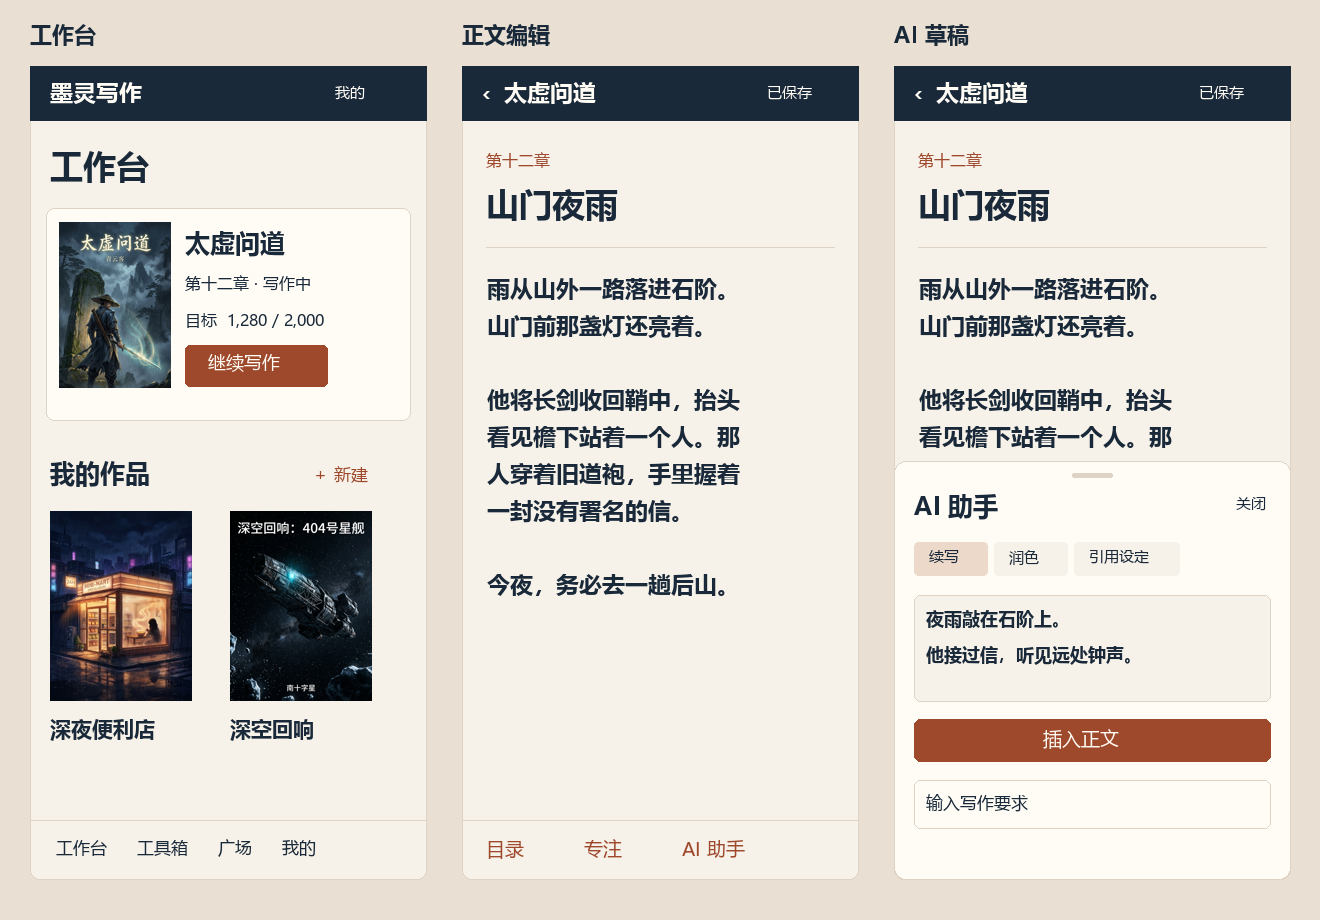 工作台
墨灵写作
我的
工作台
太虚问道
太虚问道
第十二章 · 写作中
目标 1,280 / 2,000
继续写作
我的作品
+ 新建
深空回响：404号星舰
南十字星
深夜便利店
深空回响
工作台 工具箱 广场 我的
正文编辑
‹ 太虚问道
已保存
第十二章
山门夜雨
雨从山外一路落进石阶。
山门前那盏灯还亮着。
他将长剑收回鞘中，抬头
看见檐下站着一个人。那
人穿着旧道袍，手里握着
一封没有署名的信。
今夜，务必去一趟后山。
目录 专注 AI 助手
AI 草稿
‹ 太虚问道
已保存
第十二章
山门夜雨
雨从山外一路落进石阶。
山门前那盏灯还亮着。
他将长剑收回鞘中，抬头
看见檐下站着一个人。那
AI 助手
关闭
续写 润色 引用设定
夜雨敲在石阶上。
他接过信，听见远处钟声。
插入正文
输入写作要求